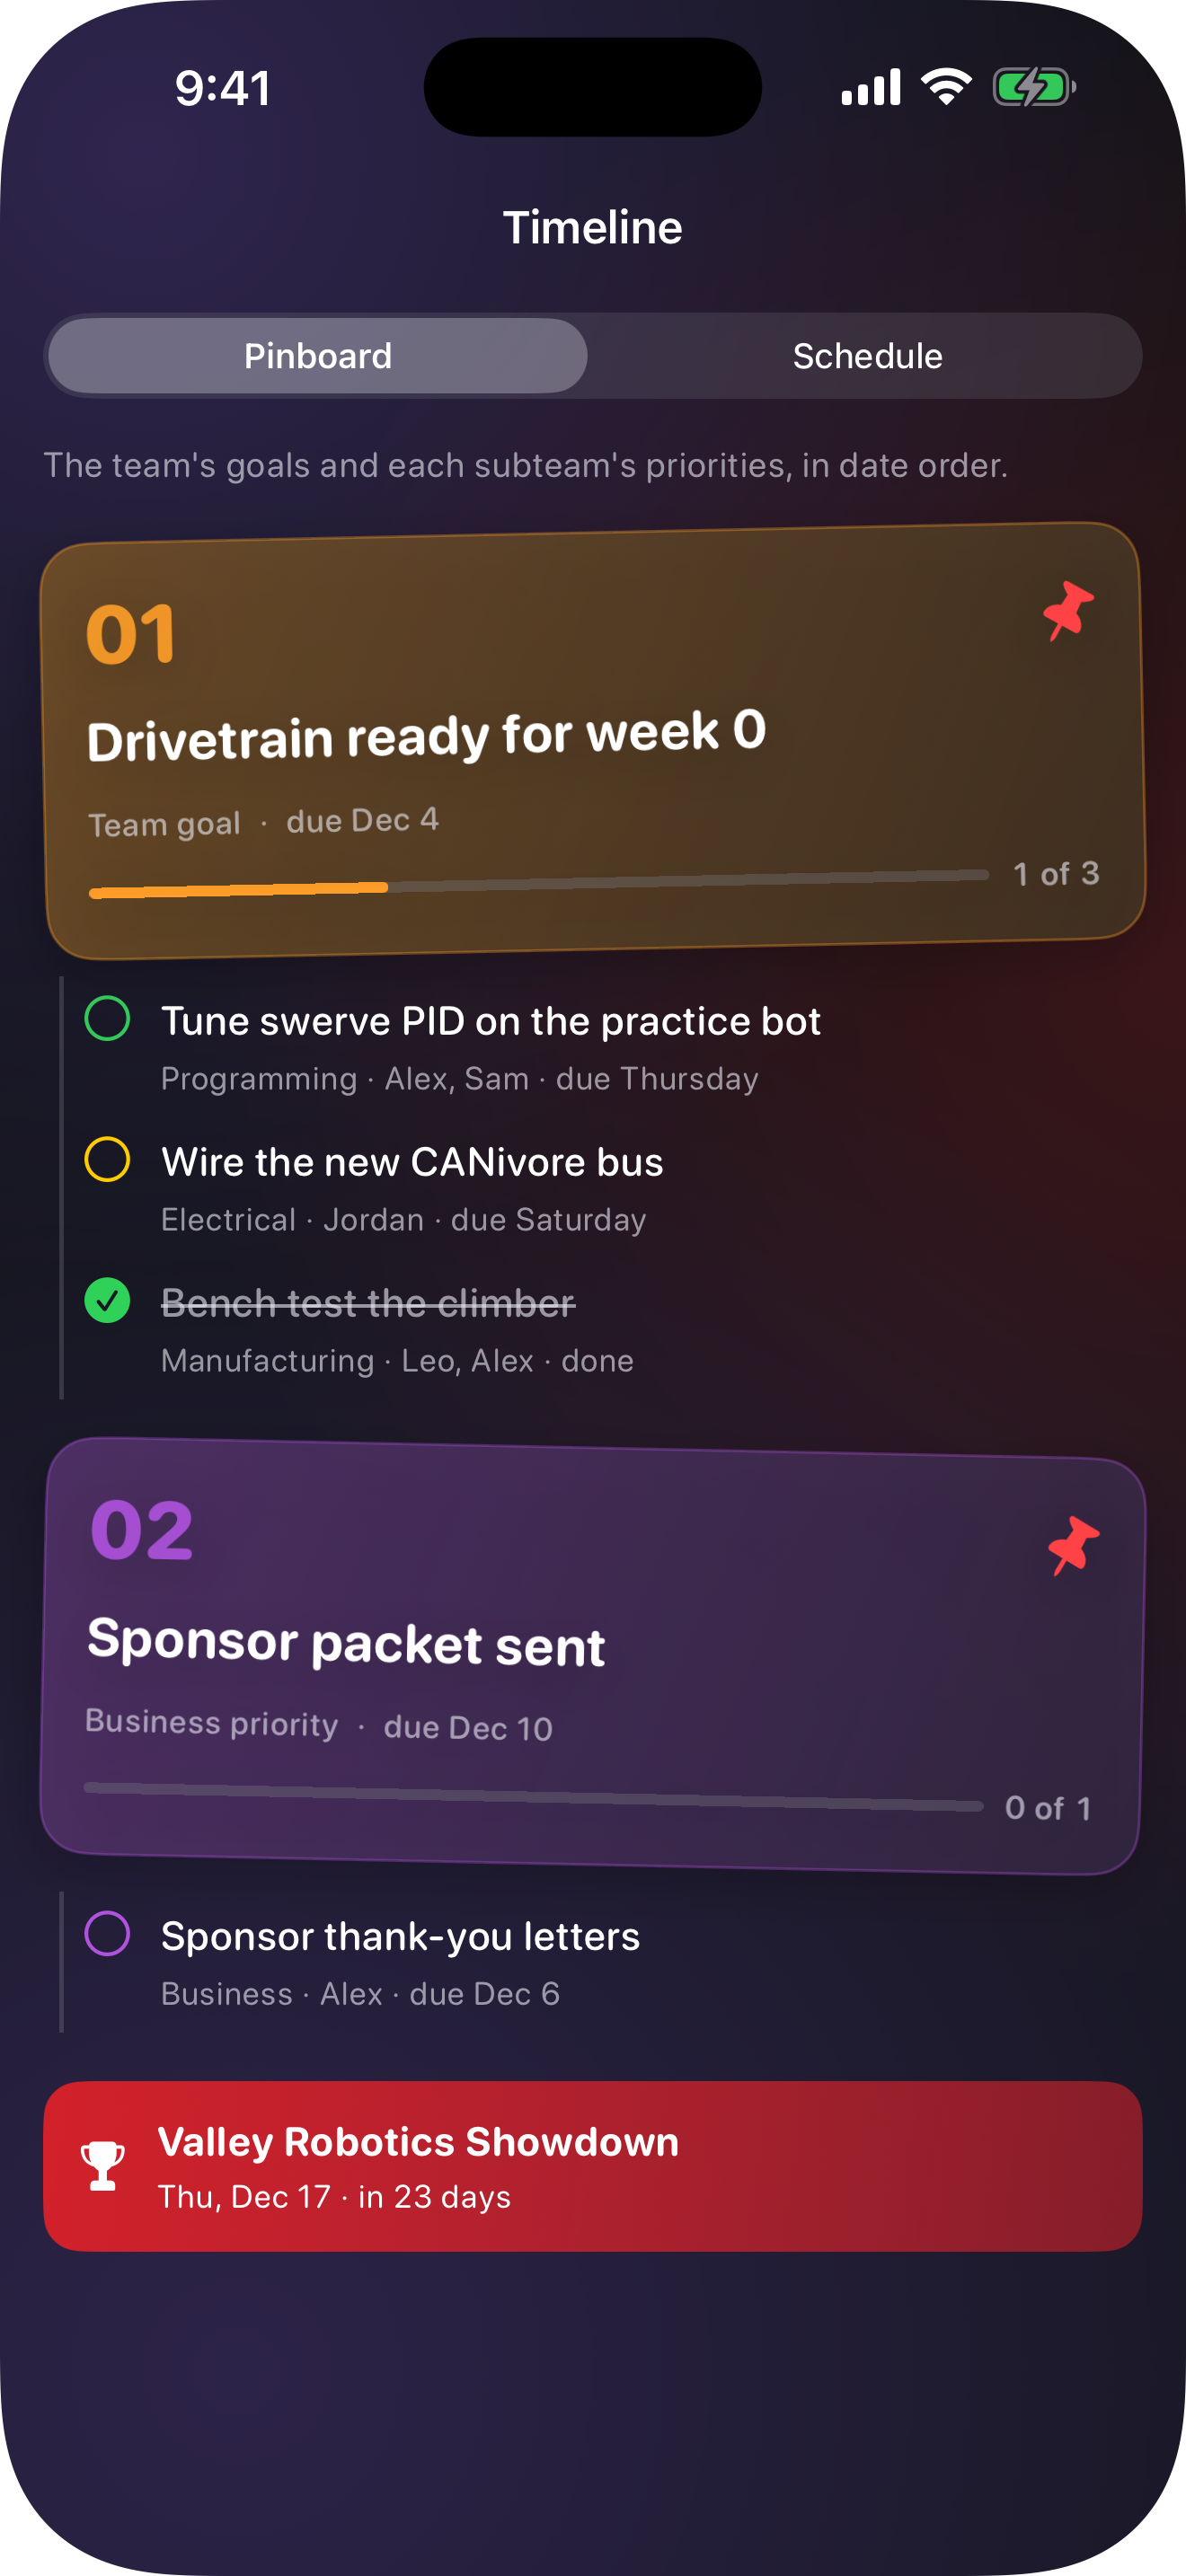 9:41
Timeline
Pinboard
Schedule
The team's goals and each subteam's priorities, in date order.
01
Drivetrain ready for week 0
Team goal · due Dec 4
1 of 3
Tune swerve PID on the practice bot
Programming · Alex, Sam · due Thursday
Wire the new CANivore bus
Electrical · Jordan · due Saturday
Bench test the climber
Manufacturing · Leo, Alex · done
02
Sponsor packet sent
Business priority · due Dec 10
0 of 1
Sponsor thank-you letters
Business · Alex · due Dec 6
Valley Robotics Showdown
Thu, Dec 17 · in 23 days